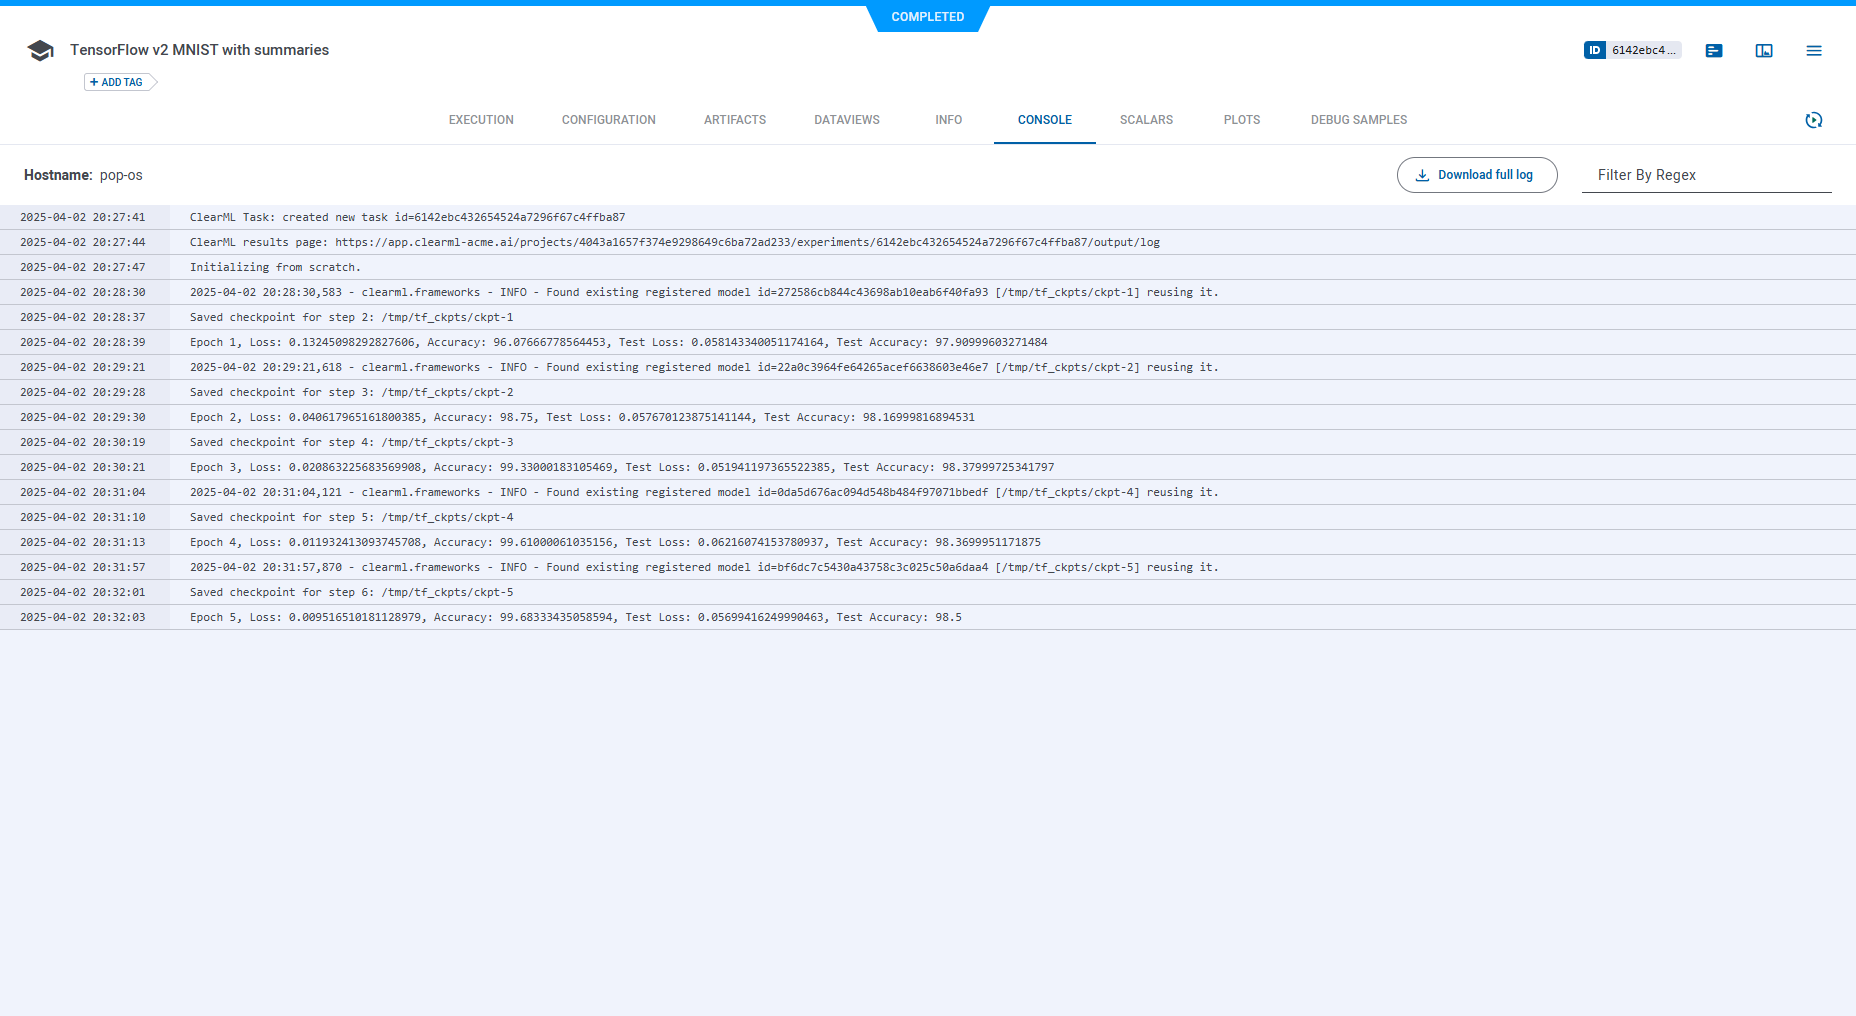 COMPLETED
TensorFlow v2 MNIST with summaries
ID 6142ebc4...
+ ADD TAG
EXECUTION CONFIGURATION ARTIFACTS DATAVIEWS INFO CONSOLE SCALARS PLOTS DEBUG SAMPLES
Hostname: pop-os Download full log Filter By Regex
2025-04-02 20:27:41 ClearML Task: created new task id=6142ebc432654524a7296f67c4ffba87
2025-04-02 20:27:44 ClearML results page: https://app.clearml-acme.ai/projects/4043a1657f374e9298649c6ba72ad233/experiments/6142ebc432654524a7296f67c4ffba87/output/log
2025-04-02 20:27:47 Initializing from scratch.
2025-04-02 20:28:30 2025-04-02 20:28:30,583 - clearml.frameworks - INFO - Found existing registered model id=272586cb844c43698ab10eab6f40fa93 [/tmp/tf_ckpts/ckpt-1] reusing it.
2025-04-02 20:28:37 Saved checkpoint for step 2: /tmp/tf_ckpts/ckpt-1
2025-04-02 20:28:39 Epoch 1, Loss: 0.13245098292827606, Accuracy: 96.07666778564453, Test Loss: 0.058143340051174164, Test Accuracy: 97.90999603271484
2025-04-02 20:29:21 2025-04-02 20:29:21,618 - clearml.frameworks - INFO - Found existing registered model id=22a0c3964fe64265acef6638603e46e7 [/tmp/tf_ckpts/ckpt-2] reusing it.
2025-04-02 20:29:28 Saved checkpoint for step 3: /tmp/tf_ckpts/ckpt-2
2025-04-02 20:29:30 Epoch 2, Loss: 0.040617965161800385, Accuracy: 98.75, Test Loss: 0.057670123875141144, Test Accuracy: 98.16999816894531
2025-04-02 20:30:19 Saved checkpoint for step 4: /tmp/tf_ckpts/ckpt-3
2025-04-02 20:30:21 Epoch 3, Loss: 0.020863225683569908, Accuracy: 99.33000183105469, Test Loss: 0.051941197365522385, Test Accuracy: 98.37999725341797
2025-04-02 20:31:04 2025-04-02 20:31:04,121 - clearml.frameworks - INFO - Found existing registered model id=0da5d676ac094d548b484f97071bbedf [/tmp/tf_ckpts/ckpt-4] reusing it.
2025-04-02 20:31:10 Saved checkpoint for step 5: /tmp/tf_ckpts/ckpt-4
2025-04-02 20:31:13 Epoch 4, Loss: 0.011932413093745708, Accuracy: 99.61000061035156, Test Loss: 0.06216074153780937, Test Accuracy: 98.3699951171875
2025-04-02 20:31:57 2025-04-02 20:31:57,870 - clearml.frameworks - INFO - Found existing registered model id=bf6dc7c5430a43758c3c025c50a6daa4 [/tmp/tf_ckpts/ckpt-5] reusing it.
2025-04-02 20:32:01 Saved checkpoint for step 6: /tmp/tf_ckpts/ckpt-5
2025-04-02 20:32:03 Epoch 5, Loss: 0.009516510181128979, Accuracy: 99.68333435058594, Test Loss: 0.05699416249990463, Test Accuracy: 98.5